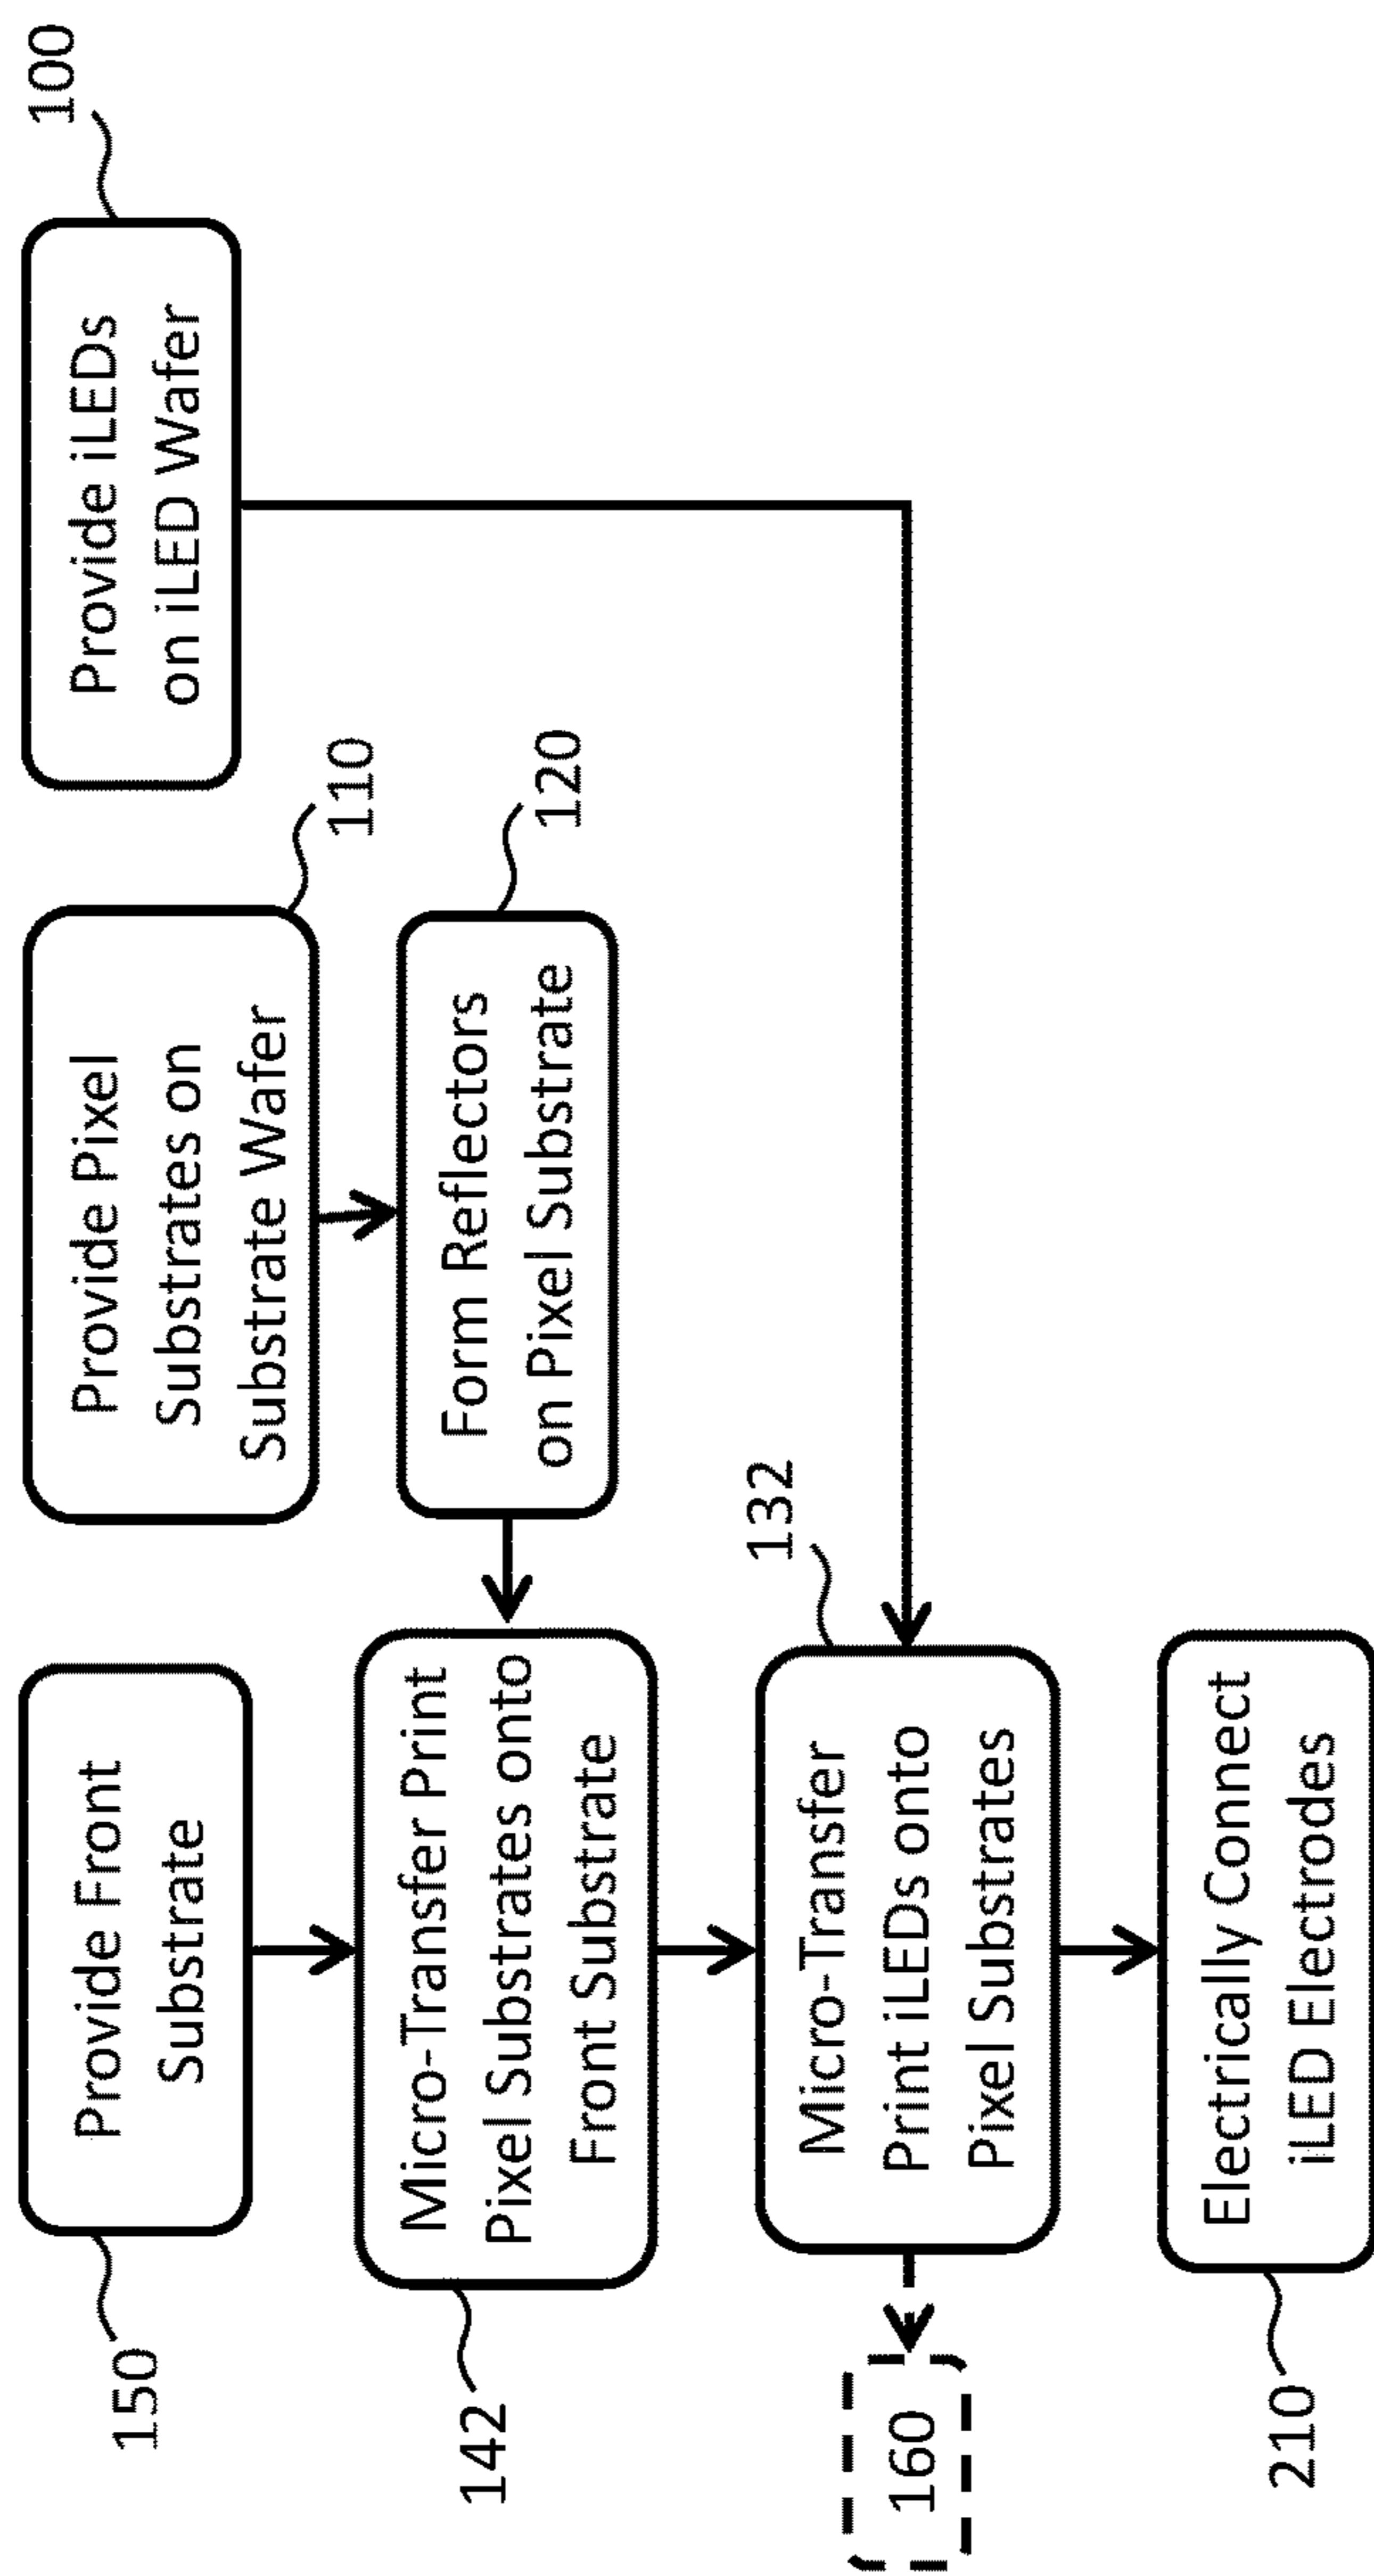 150
Provide Front
Substrate
Provide Pixel
Substrates on
Substrate Wafer
110
Provide iLEDs
on iLED Wafer
100
142
Micro-Transfer Print
Pixel Substrates onto
Front Substrate
Form Reflectors
on Pixel Substrate
120
160
Micro-Transfer
Print iLEDs onto
Pixel Substrates
132
210
Electrically Connect
iLED Electrodes